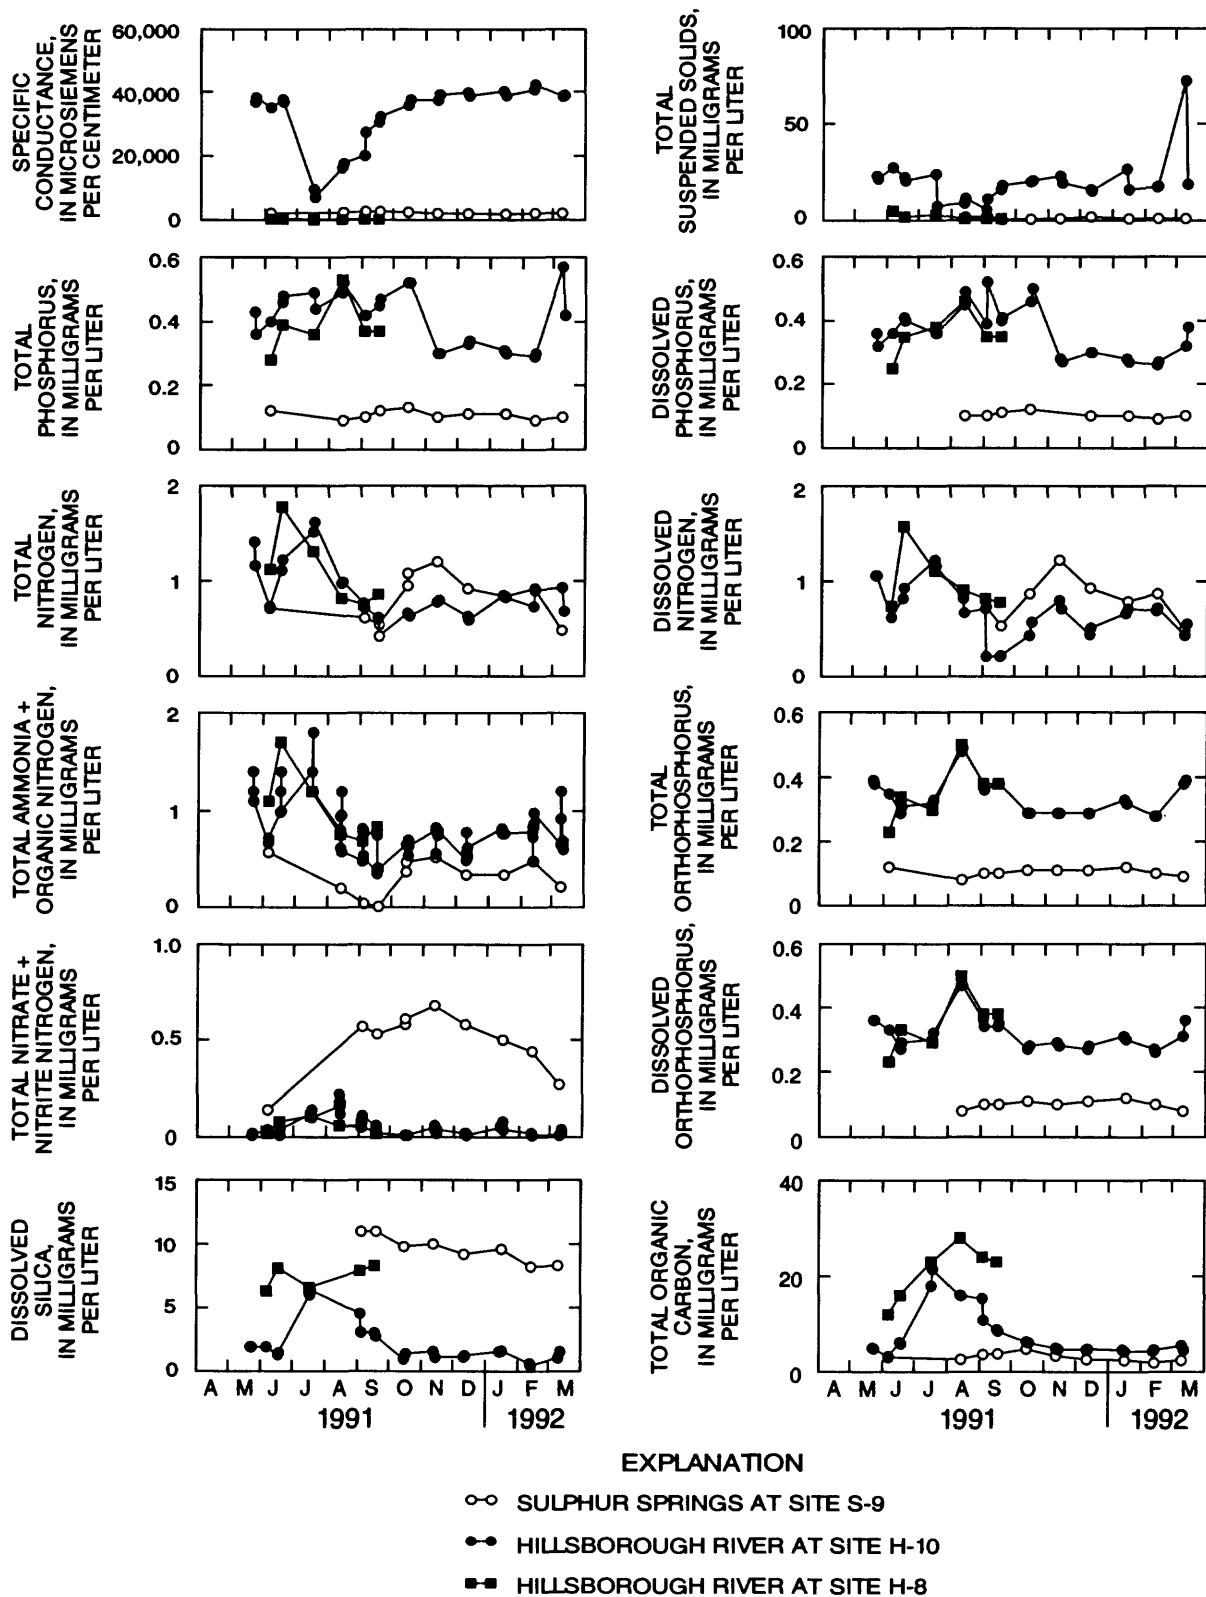 SPECIFIC
CONDUCTANCE,
IN MICROSIEMENS
PER CENTIMETER
60,000
40,000
20,000
0
TOTAL
SUSPENDED SOLIDS,
IN MILLIGRAMS
PER LITER
100
50
0
TOTAL
PHOSPHORUS,
IN MILLIGRAMS
PER LITER
0.6
0.4
0.2
0
DISSOLVED
PHOSPHORUS,
IN MILLIGRAMS
PER LITER
0.6
0.4
0.2
0
TOTAL
NITROGEN,
IN MILLIGRAMS
PER LITER
2
1
0
DISSOLVED
NITROGEN,
IN MILLIGRAMS
PER LITER
2
1
0
TOTAL AMMONIA +
ORGANIC NITROGEN,
IN MILLIGRAMS
PER LITER
2
1
0
TOTAL
ORTHOPHOSPHORUS,
IN MILLIGRAMS
PER LITER
0.6
0.4
0.2
0
TOTAL NITRATE +
NITRITE NITROGEN,
IN MILLIGRAMS
PER LITER
1.0
0.5
0
DISSOLVED
ORTHOPHOSPHORUS,
IN MILLIGRAMS
PER LITER
0.6
0.4
0.2
0
DISSOLVED
SILICA,
IN MILLIGRAMS
PER LITER
15
10
5
0
A M J J A S O N D J F M
1991 1992
TOTAL ORGANIC
CARBON,
IN MILLIGRAMS
PER LITER
40
20
0
A M J J A S O N D J F M
1991 1992
EXPLANATION
SULPHUR SPRINGS AT SITE S-9
HILLSBOROUGH RIVER AT SITE H-10
HILLSBOROUGH RIVER AT SITE H-8